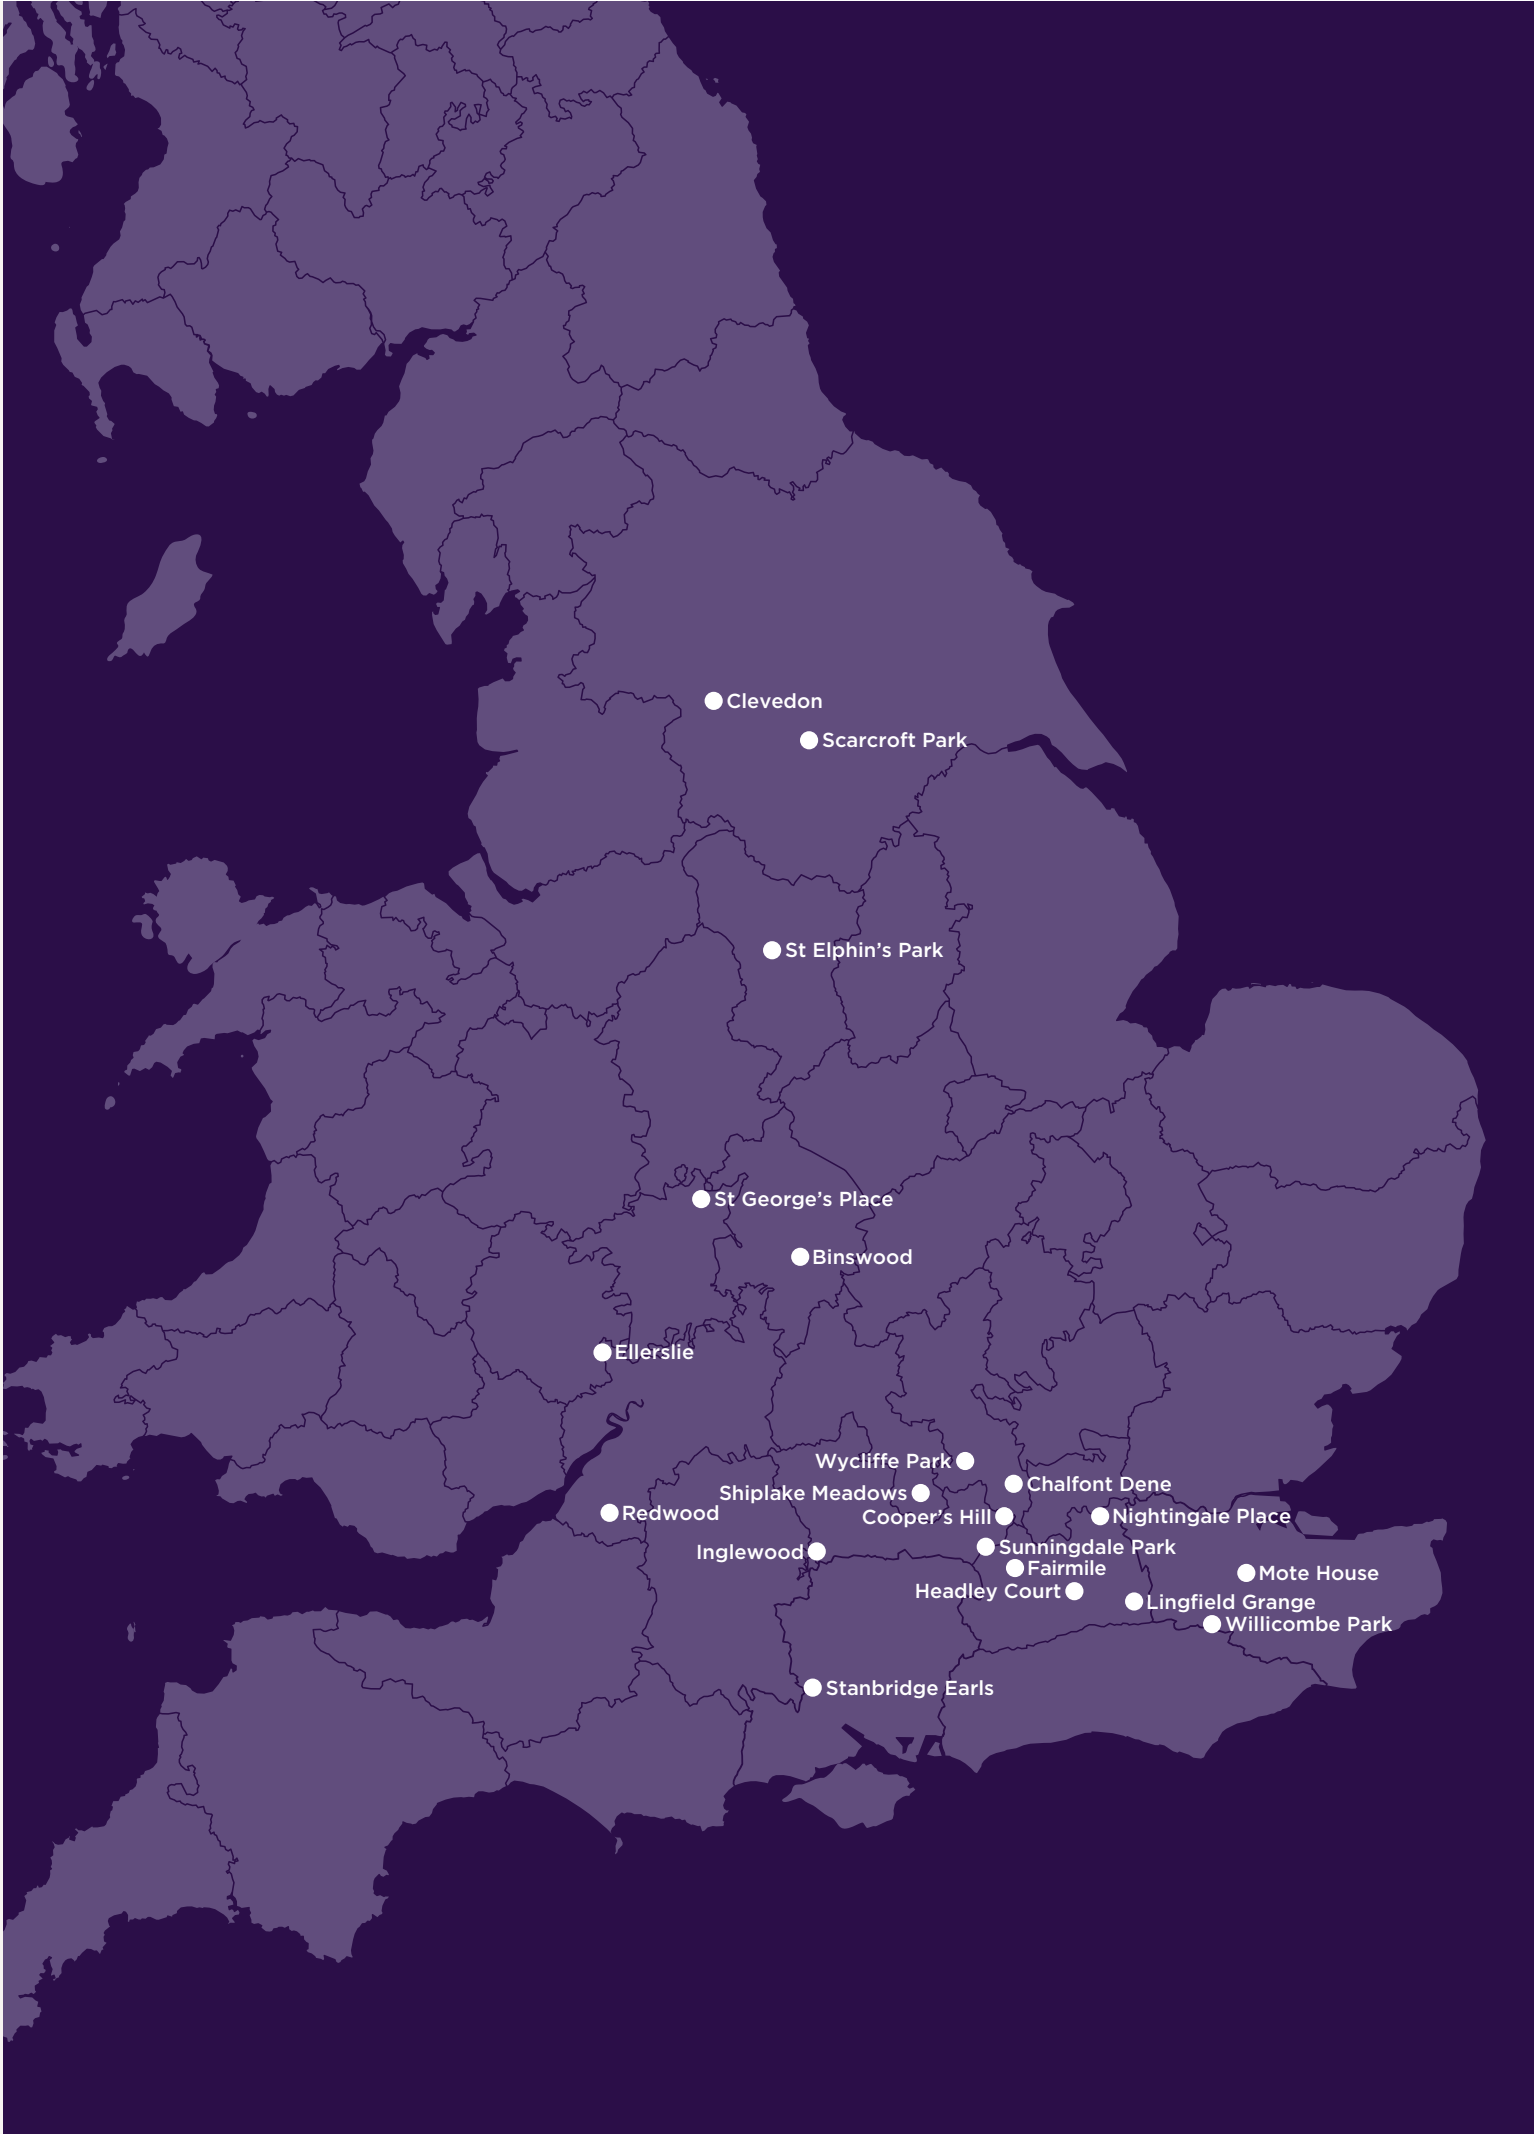 Clevedon
Scarcroft Park
St Elphin’s Park
St George’s Place
Binswood
Ellerslie
Wycliffe Park
Chalfont Dene
Shiplake Meadows
Redwood
Cooper’s Hill
Nightingale Place
Sunningdale Park
Inglewood
Fairmile
Mote House
Headley Court
Lingfield Grange
Willicombe Park
Stanbridge Earls